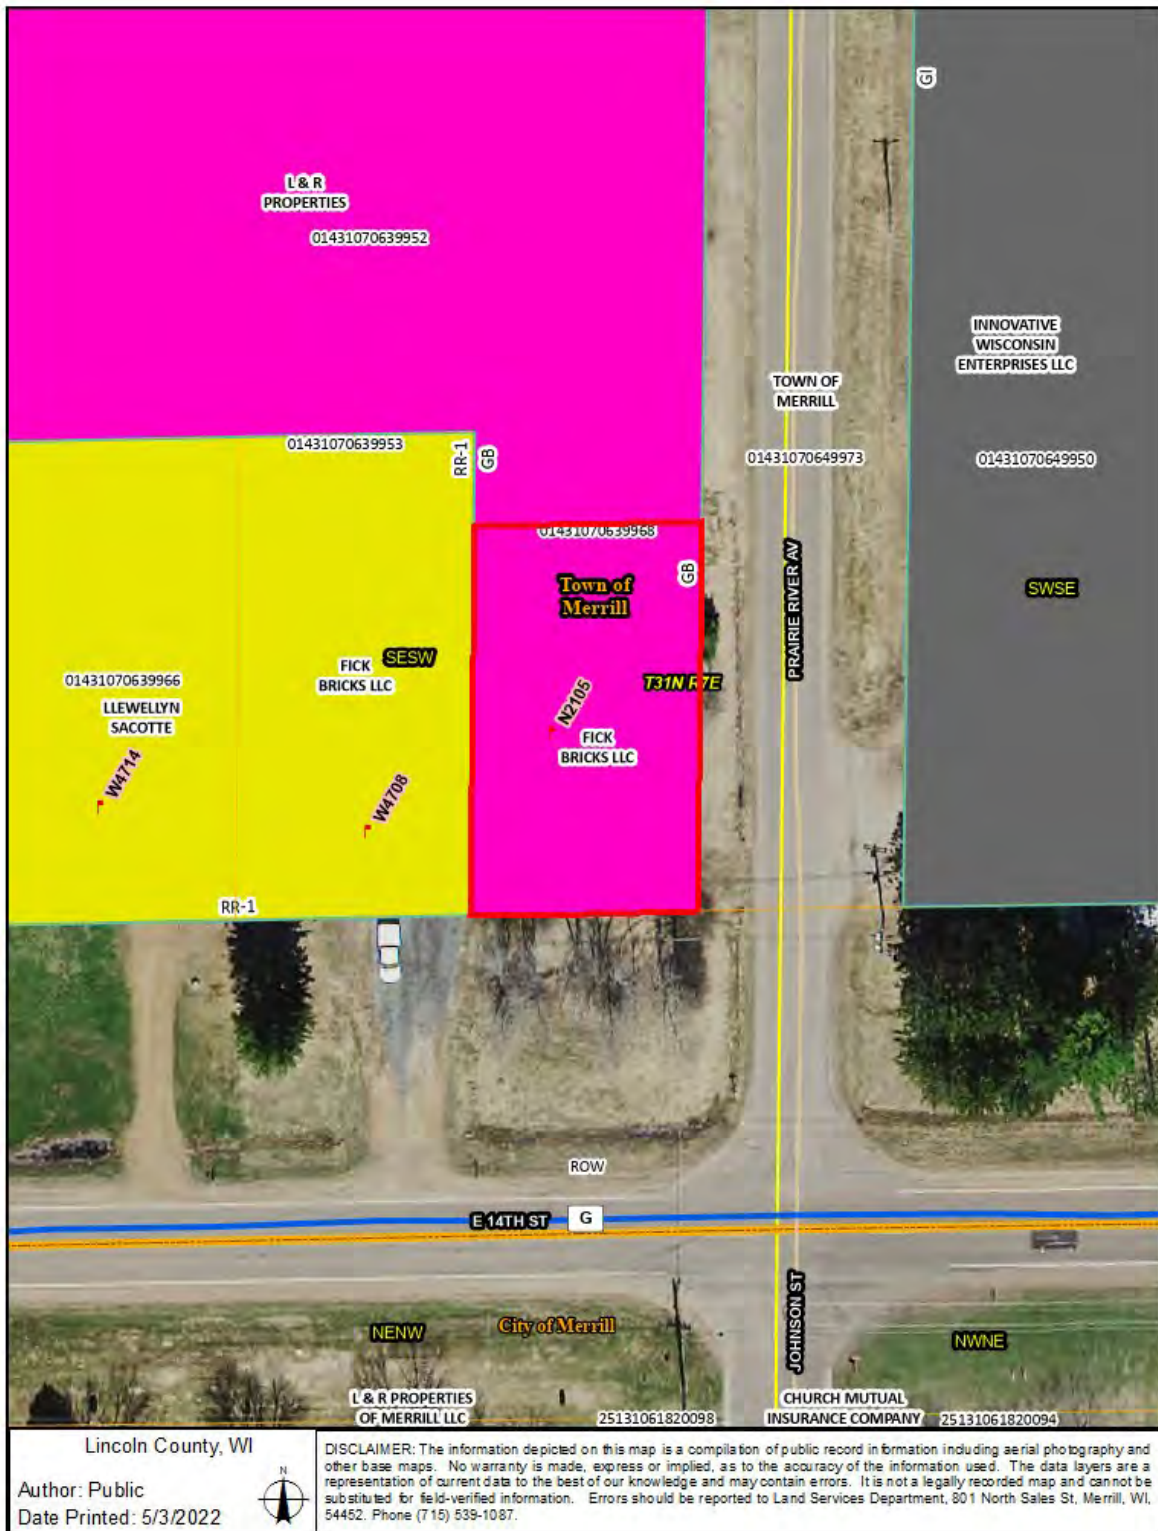 GI
L & R
PROPERTIES
01431070639952
INNOVATIVE
WISCONSIN
ENTERPRISES LLC
TOWN OF
MERRILL
01431070639953
RR-1
GB
01431070649973
01431070649950
01431070639968
GB
Town of
Merrill
PRAIRIE RIVER AV
SWSE
SESW
FICK
BRICKS LLC
01431070639966
LLEWELLYN
SACOTTE
T31N R7E
N2105
FICK
BRICKS LLC
W4714
W4708
RR-1
ROW
E 14TH ST
G
JOHNSON ST
City of Merrill
NENW
NWNE
L & R PROPERTIES
OF MERRILL LLC
25131061820098
CHURCH MUTUAL
INSURANCE COMPANY
25131061820094
Lincoln County, WI
Author: Public
Date Printed: 5/3/2022
N
DISCLAIMER: The information depicted on this map is a compilation of public record information including aerial photography and
other base maps. No warranty is made, express or implied, as to the accuracy of the information used. The data layers are a
representation of current data to the best of our knowledge and may contain errors. It is not a legally recorded map and cannot be
substituted for field-verified information. Errors should be reported to Land Services Department, 801 North Sales St, Merrill, WI,
54452. Phone (715) 539-1087.